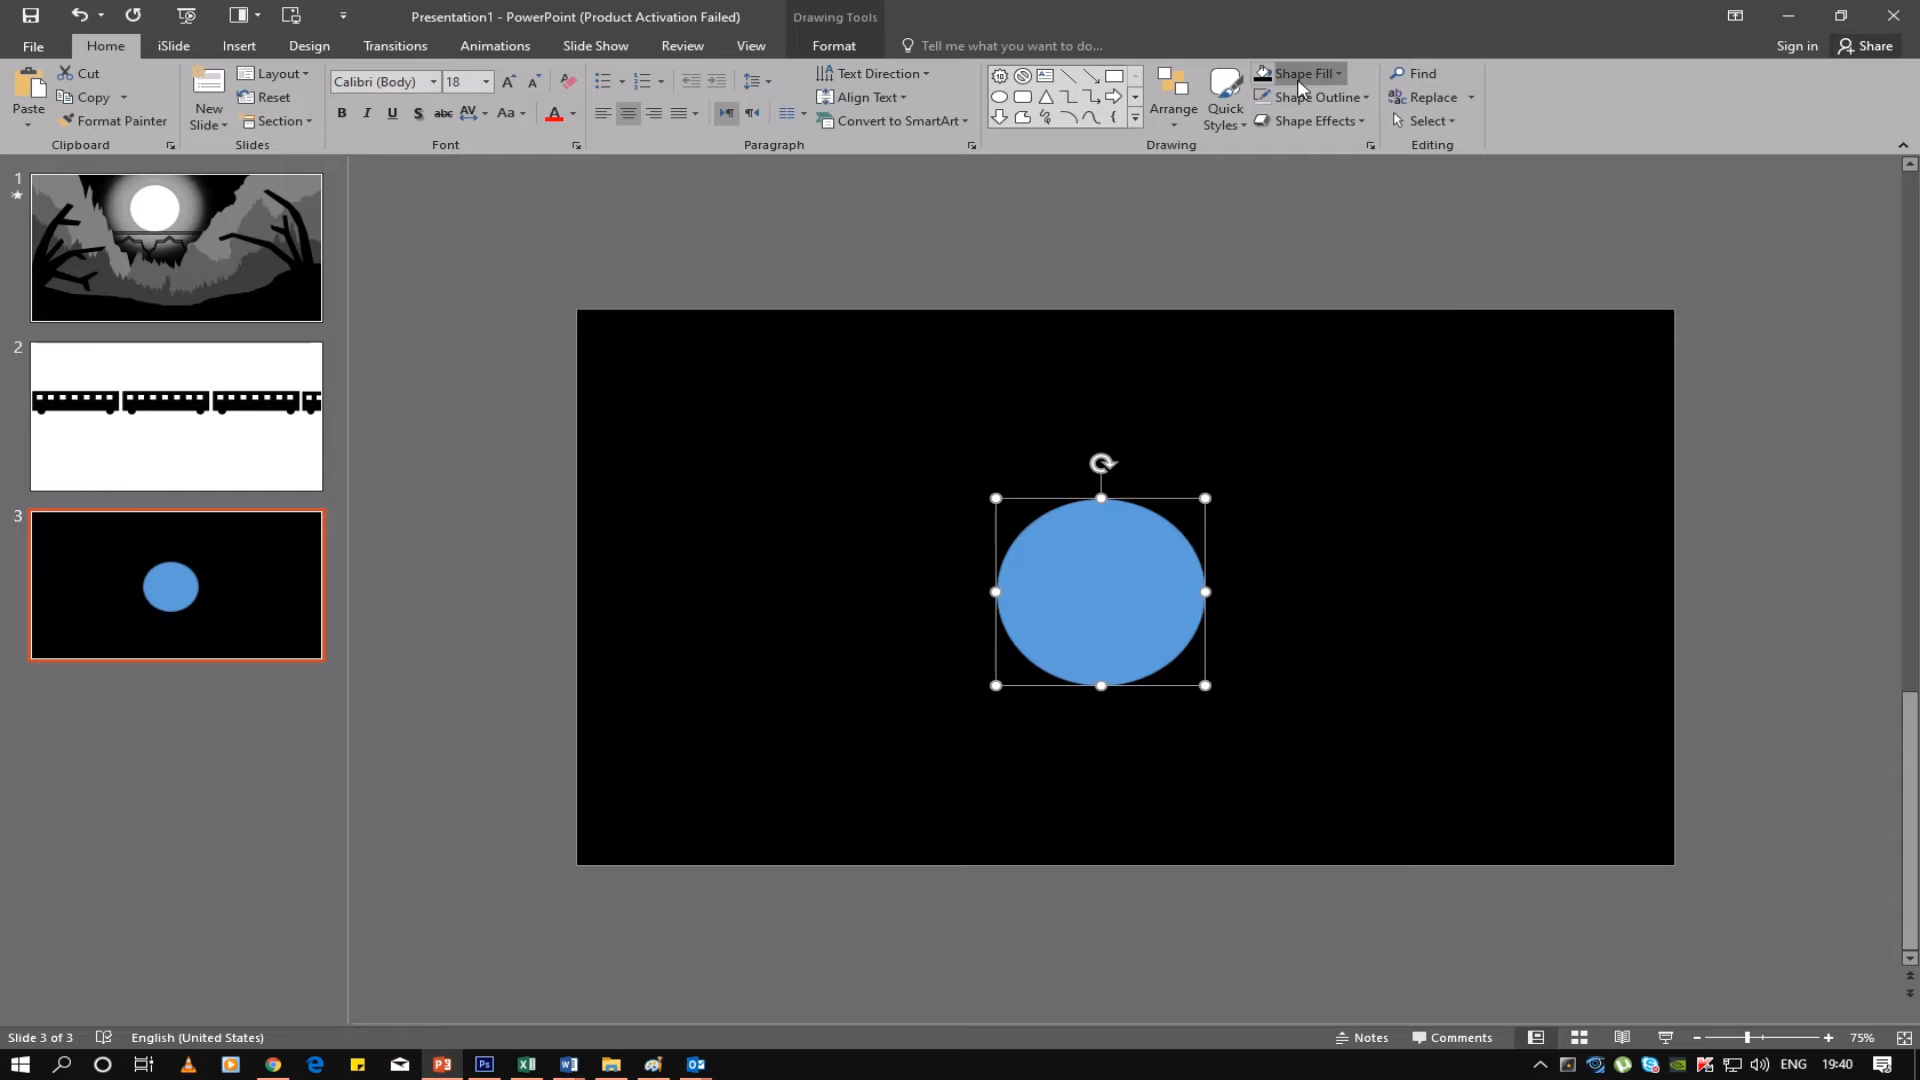 Presentation1 - PowerPoint (Product Activation Failed)
Drawing Tools
File
Home
iSlide
Insert
Design
Transitions
Animations
Slide Show
Review
View
Format
Tell me what you want to do...
Sign in
Share
Paste
Cut
Copy
Format Painter
Clipboard
New
Slide
Layout
Reset
Section
Slides
Calibri (Body)
18
A A
B I U S abc AV Aa A
Font
Text Direction
Align Text
Convert to SmartArt
Paragraph
Arrange
Quick
Styles
Shape Fill
Shape Outline
Shape Effects
Drawing
Find
Replace
Select
Editing
1
2
3
Slide 3 of 3
English (United States)
Notes
Comments
75%
ENG
19:40